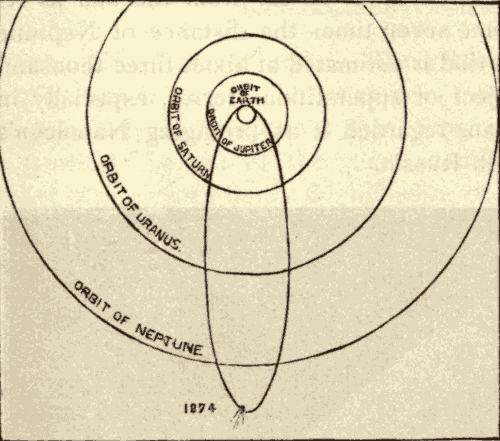 ORBIT
OF
EARTH
ORBIT OF JUPITER
ORBIT OF SATURN
ORBIT OF URANUS.
ORBIT OF NEPTUNE
1874